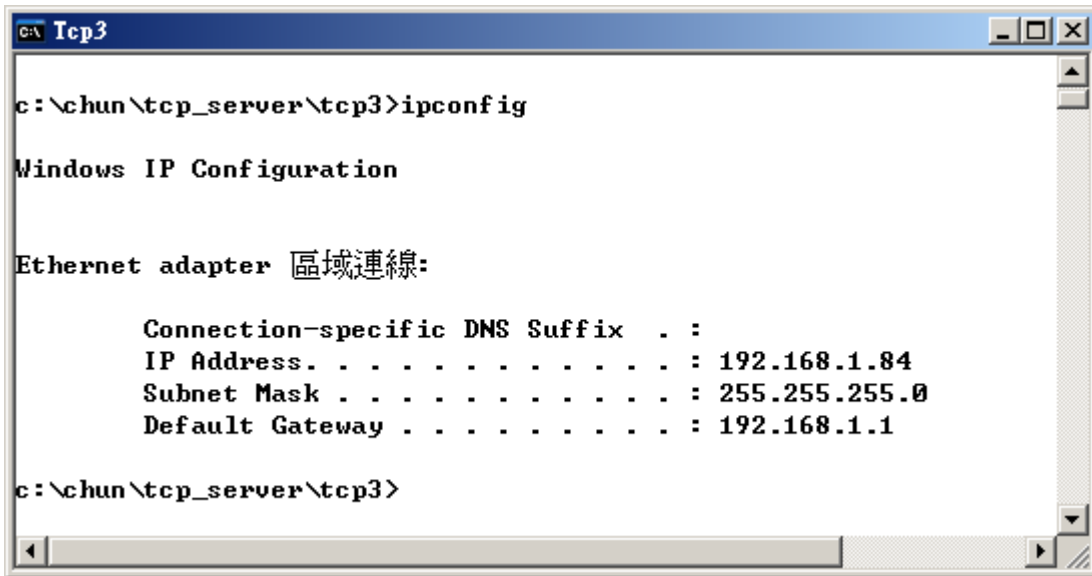 Tcp3
c:\chun\tcp_server\tcp3>ipconfig
Windows IP Configuration
Ethernet adapter 區域連線:
Connection-specific DNS Suffix  . :
IP Address. . . . . . . . . . . . : 192.168.1.84
Subnet Mask . . . . . . . . . . . : 255.255.255.0
Default Gateway . . . . . . . . . : 192.168.1.1
c:\chun\tcp_server\tcp3>